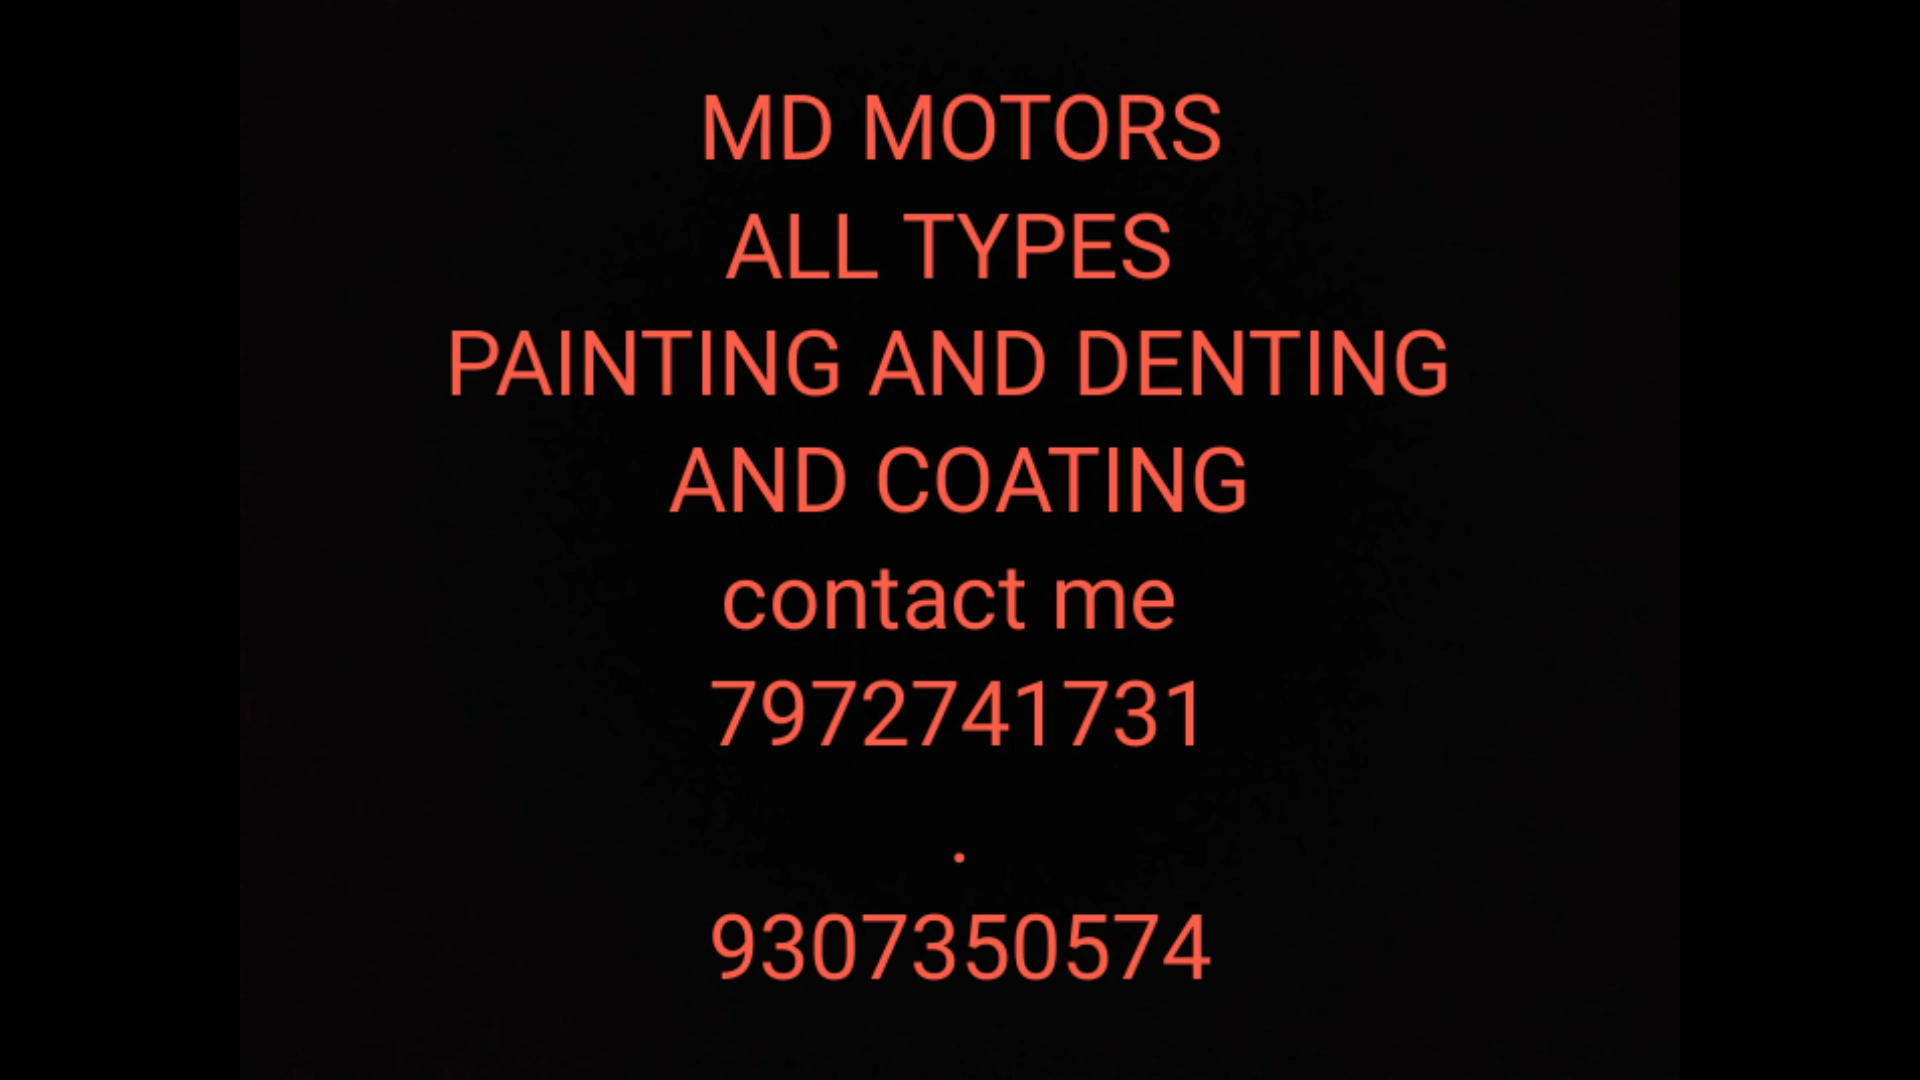 MD MOTORS
ALL TYPES
PAINTING AND DENTING
AND COATING
contact me
7972741731
.
9307350574